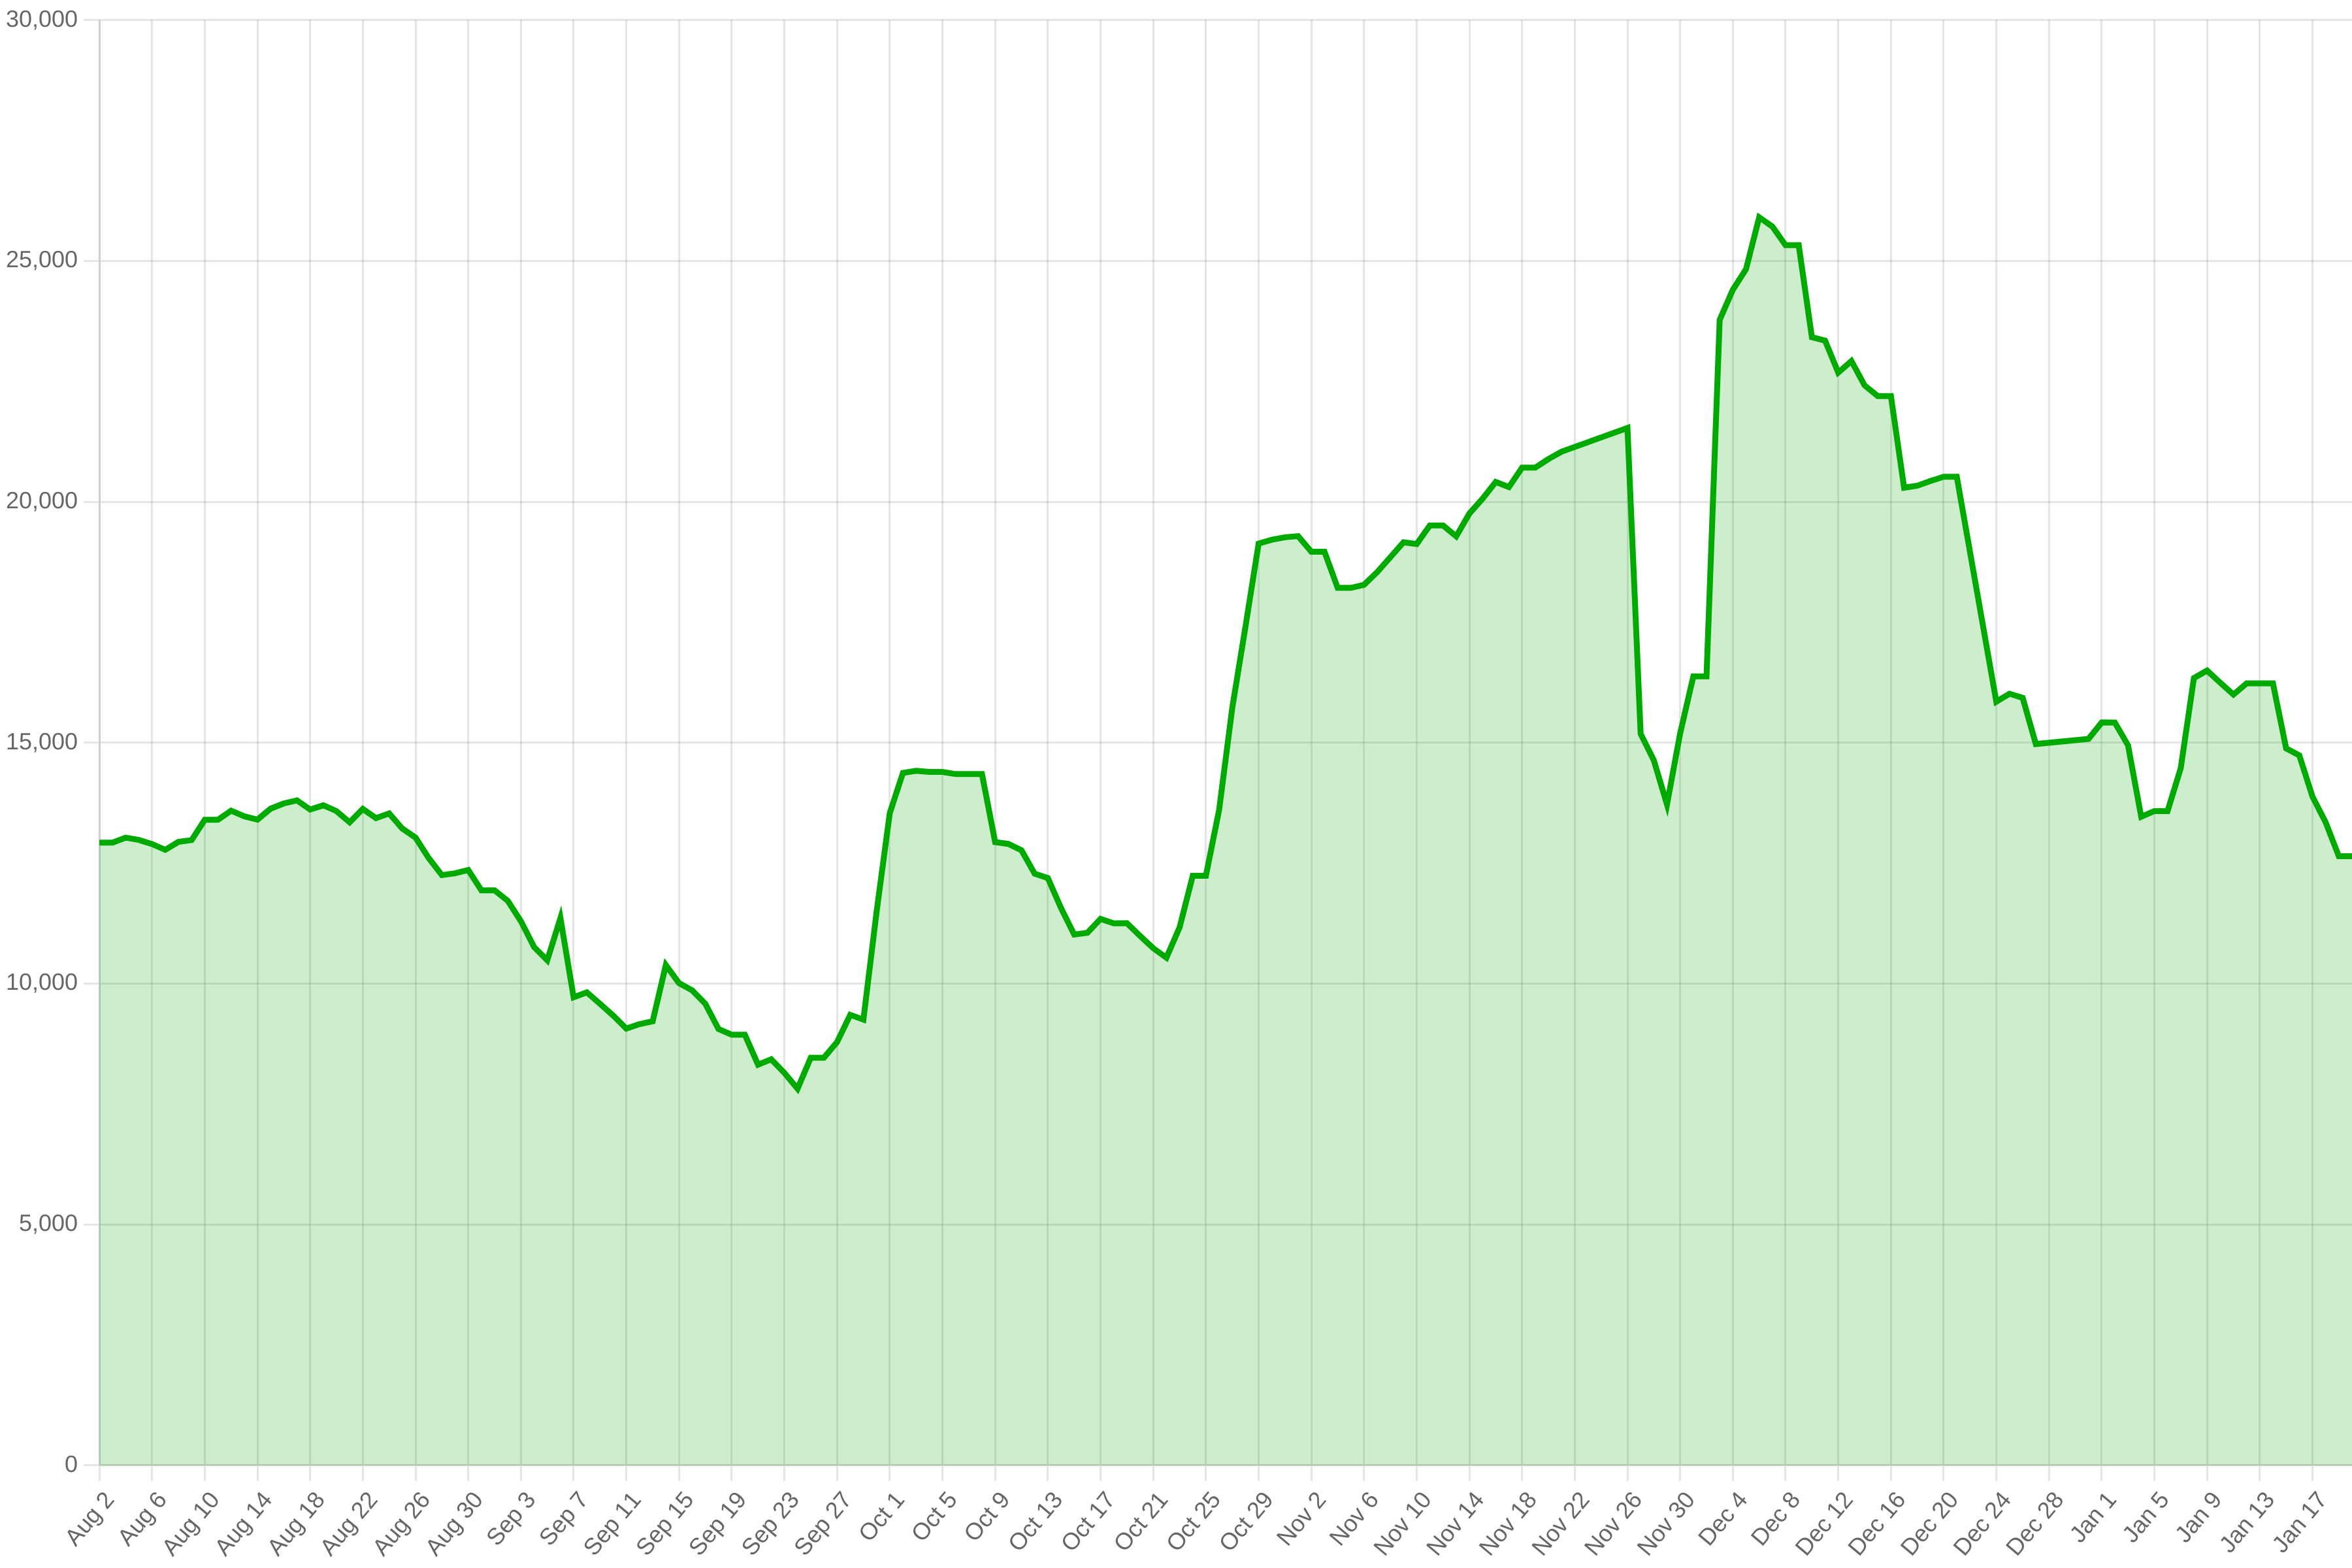 30,000
25,000
20,000
15,000
10,000
5,000
0
Aug 2
Aug 6
Aug 10
Aug 14
Aug 18
Aug 22
Aug 26
Aug 30
Sep 3
Sep 7
Sep 11
Sep 15
Sep 19
Sep 23
Sep 27
Oct 1
Oct 5
Oct 9
Oct 13
Oct 17
Oct 21
Oct 25
Oct 29
Nov 2
Nov 6
Nov 10
Nov 14
Nov 18
Nov 22
Nov 26
Nov 30
Dec 4
Dec 8
Dec 12
Dec 16
Dec 20
Dec 24
Dec 28
Jan 1
Jan 5
Jan 9
Jan 13
Jan 17